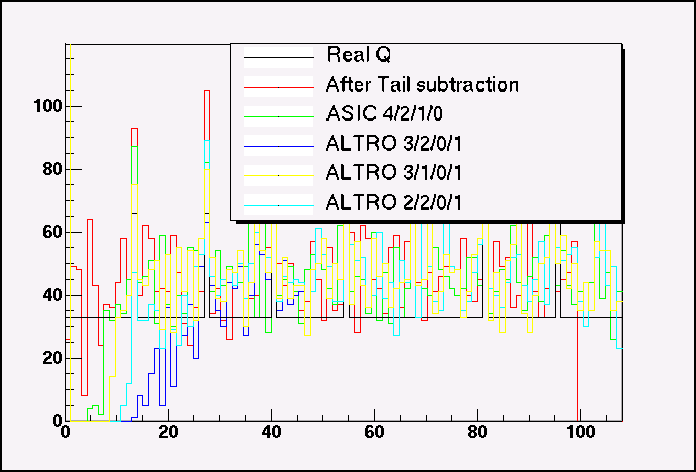 Real Q
After Tail subtraction
ASIC 4/2/1/0
ALTRO 3/2/0/1
ALTRO 3/1/0/1
ALTRO 2/2/0/1
100
80
60
40
20
0
0 20 40 60 80 100